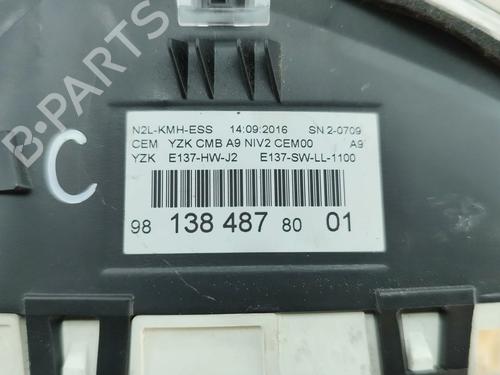 N2L-KMH-ESS 14:09:2016 SN 2-0709
CEM YZK CMB A9 NIV2 CEM00 A9
YZK E137-HW-J2 E137-SW-LL-1100
C
98 138 487 80 01
B-PARTS